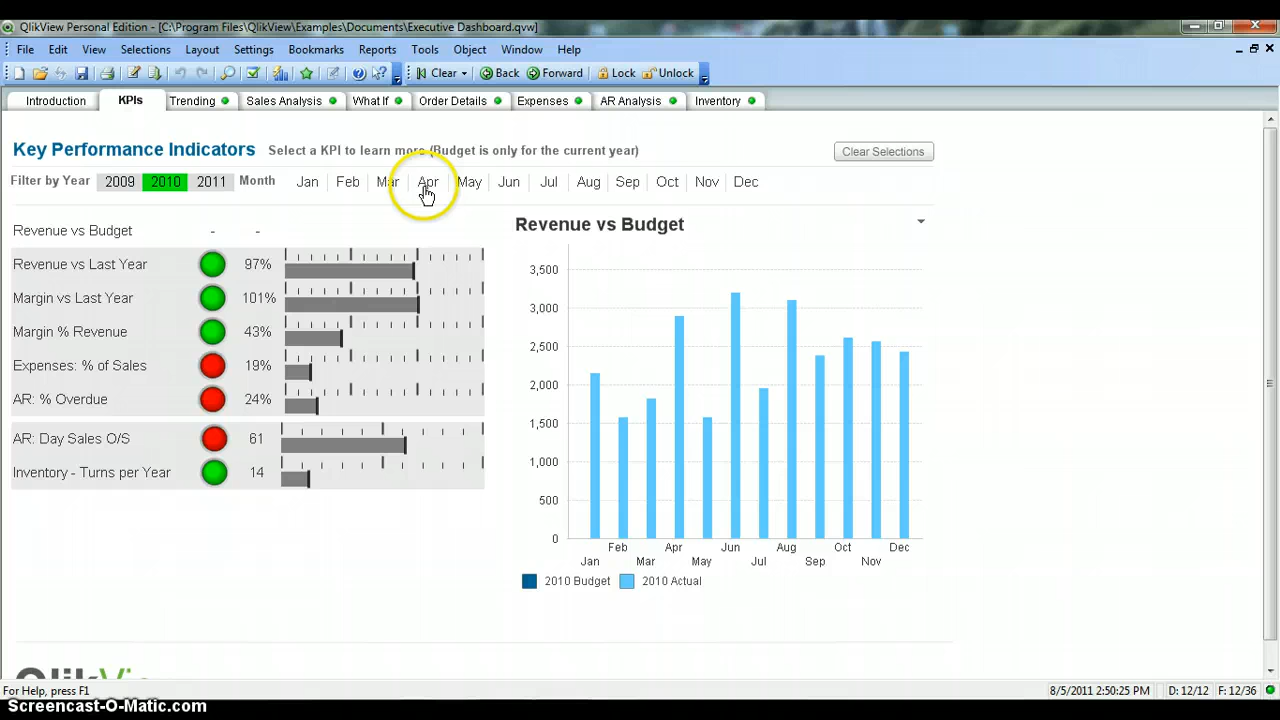 QlikView Personal Edition - [C:\Program Files\QlikView\Examples\Documents\Executive Dashboard.qvw]
File Edit View Selections Layout Settings Bookmarks Reports Tools Object Window Help
Clear Back Forward Lock Unlock
Introduction KPIs Trending Sales Analysis What If Order Details Expenses AR Analysis Inventory
Key Performance Indicators Select a KPI to learn more (Budget is only for the current year) Clear Selections
Filter by Year 2009 2010 2011 Month Jan Feb Mar Apr May Jun Jul Aug Sep Oct Nov Dec
Revenue vs Budget - -
Revenue vs Last Year 97%
Margin vs Last Year 101%
Margin % Revenue 43%
Expenses: % of Sales 19%
AR: % Overdue 24%
AR: Day Sales O/S 61
Inventory - Turns per Year 14
Revenue vs Budget
3,500
3,000
2,500
2,000
1,500
1,000
500
0
Feb Apr Jun Aug Oct Dec
Jan Mar May Jul Sep Nov
2010 Budget 2010 Actual
QlikView
For Help, press F1 8/5/2011 2:50:25 PM D: 12/12 F: 12/36
Screencast-O-Matic.com